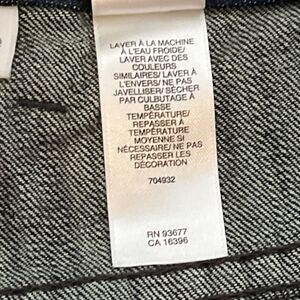 LAVER À LA MACHINE
À L'EAU FROIDE/
LAVER AVEC DES
COULEURS
SIMILAIRES/ LAVER À
L'ENVERS/ NE PAS
JAVELLISER/ SÉCHER
PAR CULBUTAGE À
BASSE
TEMPÉRATURE/
REPASSER À
TEMPÉRATURE
MOYENNE SI
NÉCESSAIRE/ NE PAS
REPASSER LES
DÉCORATION
704932
RN 93677
CA 16396